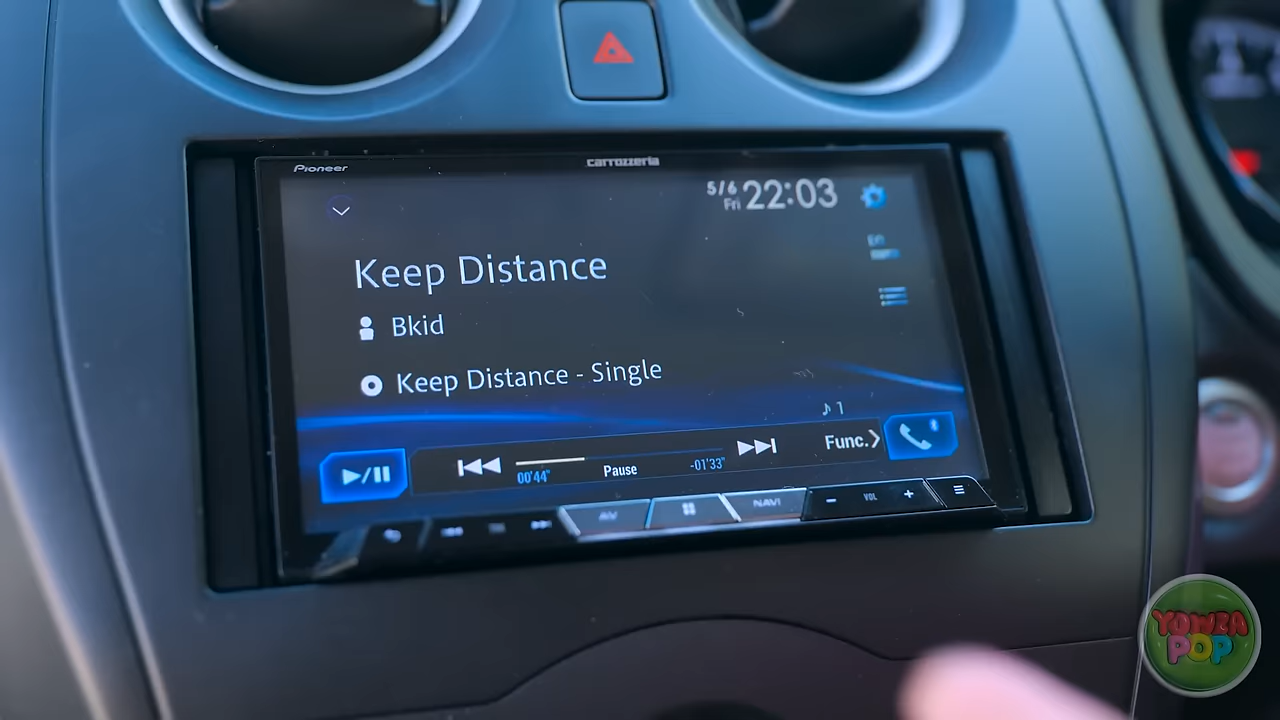 Pioneer
carrozzeria
5/6
Fri
22:03
Keep Distance
Bkid
Keep Distance - Single
1
00'44"
Pause
-01'33"
Func.
AV
NAVI
- VOL +
YOWZA
POP